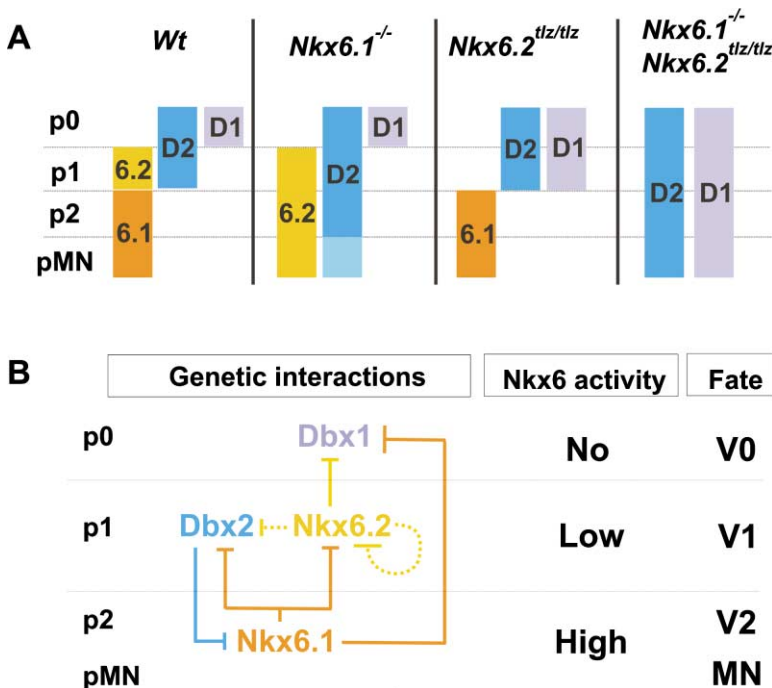 A
Wt
Nkx6.1-/-
Nkx6.2tlz/tlz
Nkx6.1-/-
Nkx6.2tlz/tlz
p0
D2
D1
D2
D1
D2
D1
D2
D1
p1
6.2
p2
6.1
6.2
6.1
pMN
B
Genetic interactions
Nkx6 activity
Fate
p0
Dbx1
No
V0
p1
Dbx2
Nkx6.2
Low
V1
p2
Nkx6.1
High
V2
pMN
MN